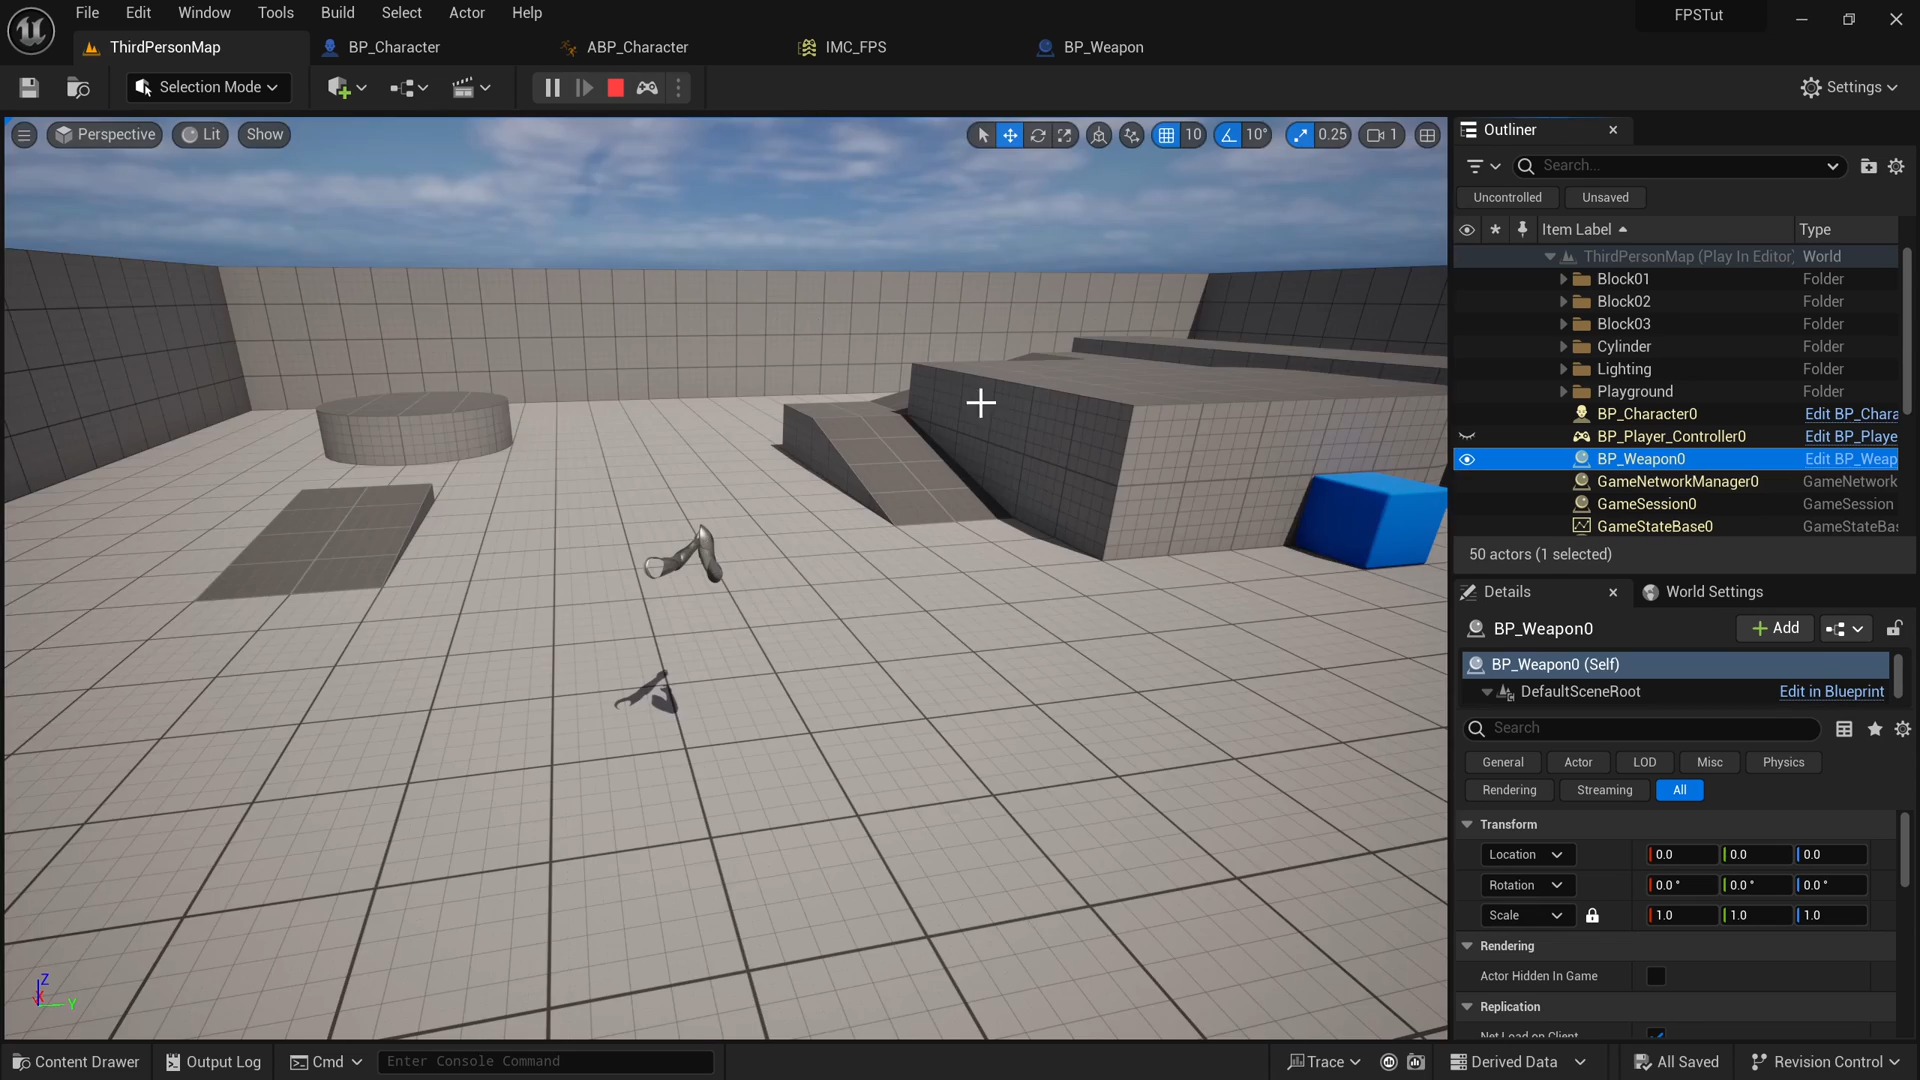 File Edit Window Tools Build Select Actor Help
FPSTut
ThirdPersonMap BP_Character ABP_Character IMC_FPS BP_Weapon
Selection Mode
Settings
Perspective Lit Show
10 10° 0.25 1
Outliner
Search...
Uncontrolled Unsaved
Item Label Type
ThirdPersonMap (Play In Editor) World
Block01 Folder
Block02 Folder
Block03 Folder
Cylinder Folder
Lighting Folder
Playground Folder
BP_Character0 Edit BP_Chara
BP_Player_Controller0 Edit BP_Playe
BP_Weapon0 Edit BP_Weap
GameNetworkManager0 GameNetwork
GameSession0 GameSession
GameStateBase0 GameStateBas
50 actors (1 selected)
Details World Settings
BP_Weapon0 Add
BP_Weapon0 (Self)
DefaultSceneRoot Edit in Blueprint
Search
General Actor LOD Misc Physics
Rendering Streaming All
Transform
Location 0.0 0.0 0.0
Rotation 0.0 ° 0.0 ° 0.0 °
Scale 1.0 1.0 1.0
Rendering
Actor Hidden In Game
Replication
Net Load on Client
Z
X Y
Content Drawer Output Log Cmd Enter Console Command Trace Derived Data All Saved Revision Control